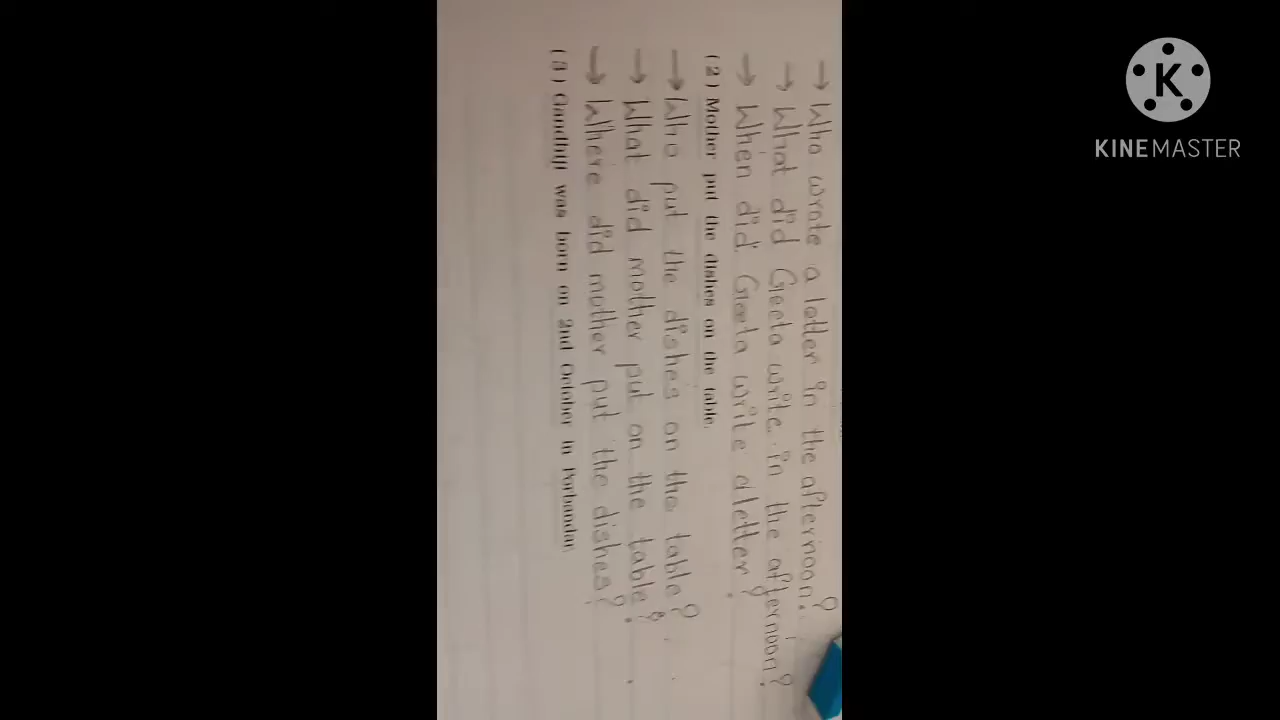 → Who wrote a letter in the afternoon?
→ What did Geeta write in the afternoon?
→ When did Geeta write a letter?
(2) Mother put the dishes on the table.
→ Who put the dishes on the table?
→ What did mother put on the table?
→ Where did mother put the dishes?
(3) Gandhiji was born on 2nd October in Porbandar.
K
KINEMASTER